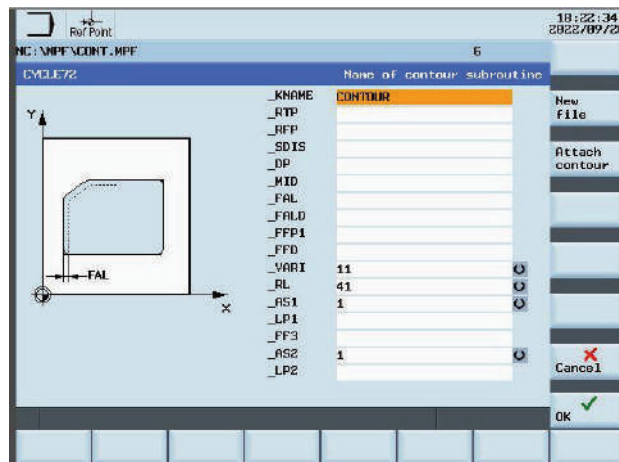 Ref Point
18:22:34
2022/09/2
NC:\MPF\CONT.MPF 6
CYCLE72 Name of contour subroutine
_KNAME CONTOUR
_RTP
_RFP
_SDIS
_DP
_MID
_FAL
_FALD
_FFP1
_FFD
_VARI 11
_RL 41
_AS1 1
_LP1
_FF3
_AS2 1
_LP2
Y
FAL
X
New
file
Attach
contour
Cancel
OK